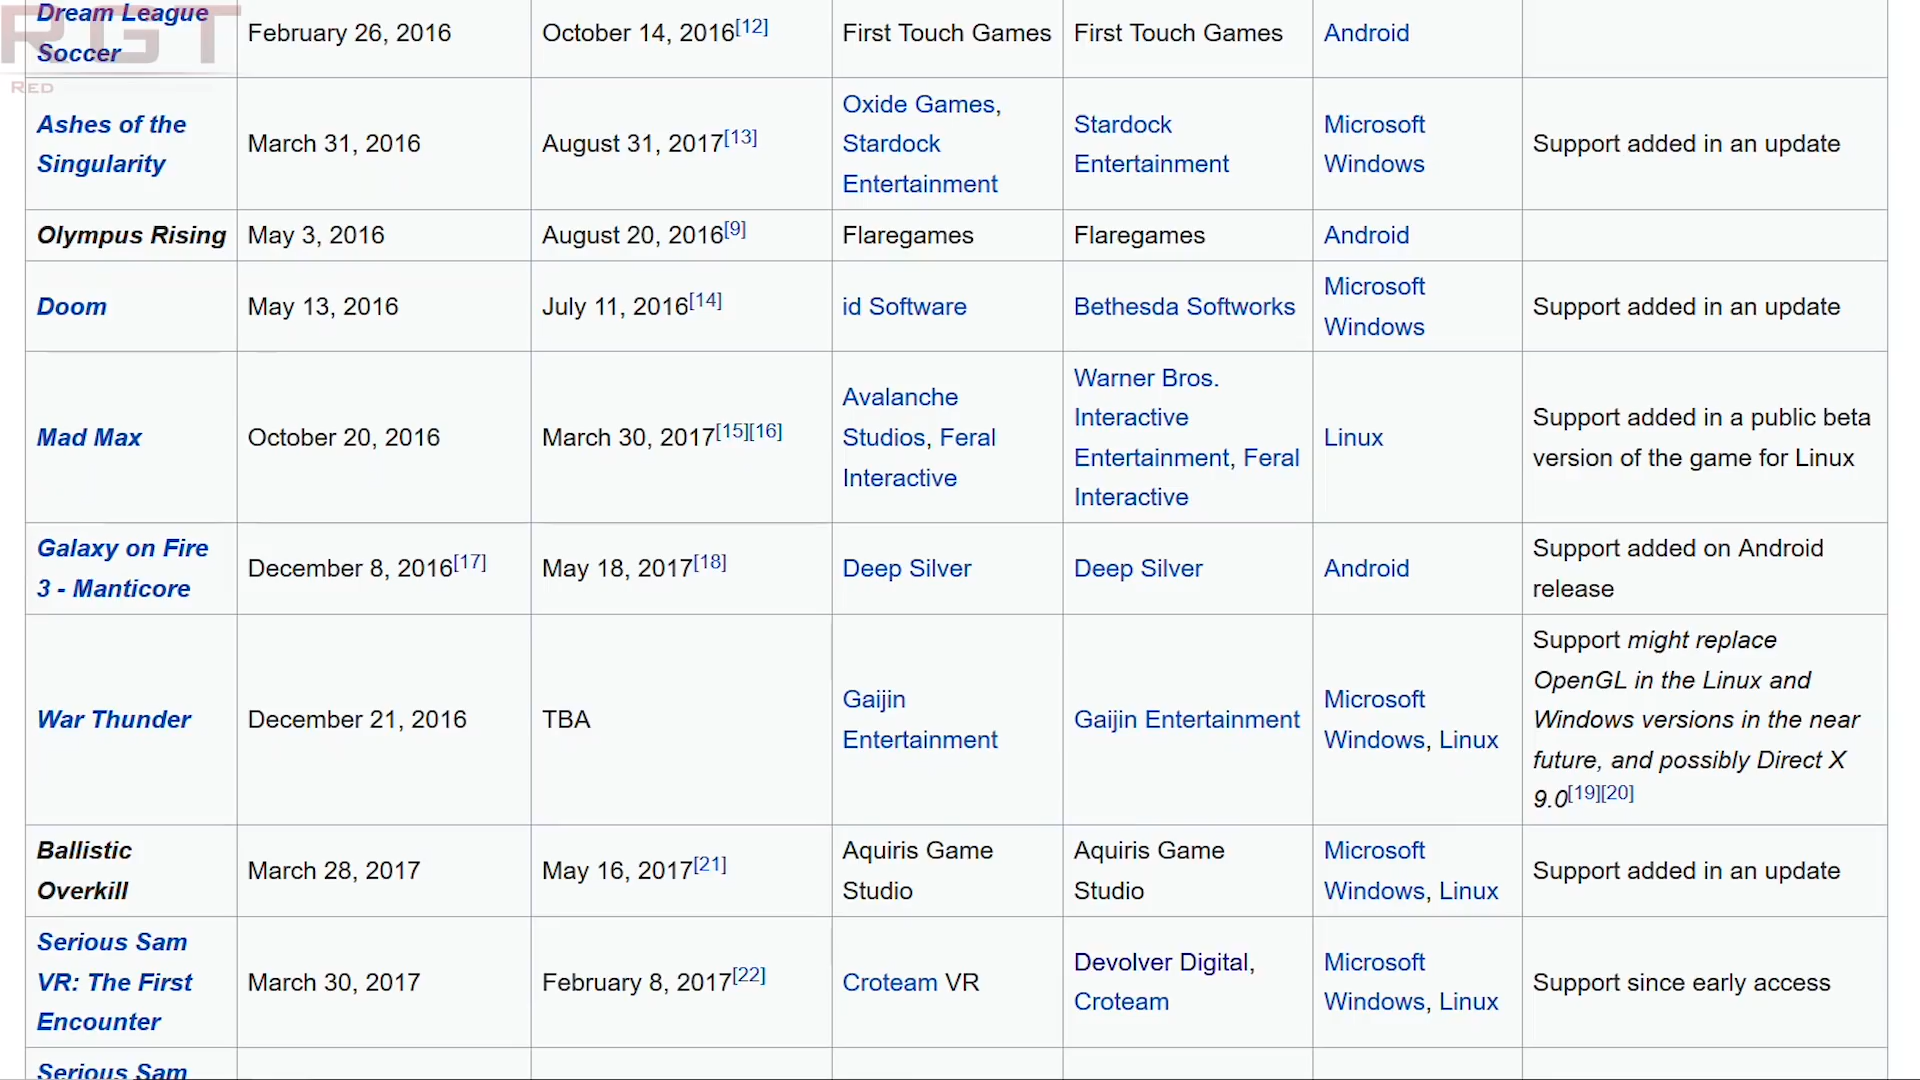 RGT
RED
Dream League
Soccer
February 26, 2016
October 14, 2016[12]
First Touch Games
First Touch Games
Android
Ashes of the
Singularity
March 31, 2016
August 31, 2017[13]
Oxide Games,
Stardock
Entertainment
Stardock
Entertainment
Microsoft
Windows
Support added in an update
Olympus Rising
May 3, 2016
August 20, 2016[9]
Flaregames
Flaregames
Android
Doom
May 13, 2016
July 11, 2016[14]
id Software
Bethesda Softworks
Microsoft
Windows
Support added in an update
Mad Max
October 20, 2016
March 30, 2017[15][16]
Avalanche
Studios, Feral
Interactive
Warner Bros.
Interactive
Entertainment, Feral
Interactive
Linux
Support added in a public beta
version of the game for Linux
Galaxy on Fire
3 - Manticore
December 8, 2016[17]
May 18, 2017[18]
Deep Silver
Deep Silver
Android
Support added on Android
release
War Thunder
December 21, 2016
TBA
Gaijin
Entertainment
Gaijin Entertainment
Microsoft
Windows, Linux
Support might replace
OpenGL in the Linux and
Windows versions in the near
future, and possibly Direct X
9.0[19][20]
Ballistic
Overkill
March 28, 2017
May 16, 2017[21]
Aquiris Game
Studio
Aquiris Game
Studio
Microsoft
Windows, Linux
Support added in an update
Serious Sam
VR: The First
Encounter
March 30, 2017
February 8, 2017[22]
Croteam VR
Devolver Digital,
Croteam
Microsoft
Windows, Linux
Support since early access
Serious Sam